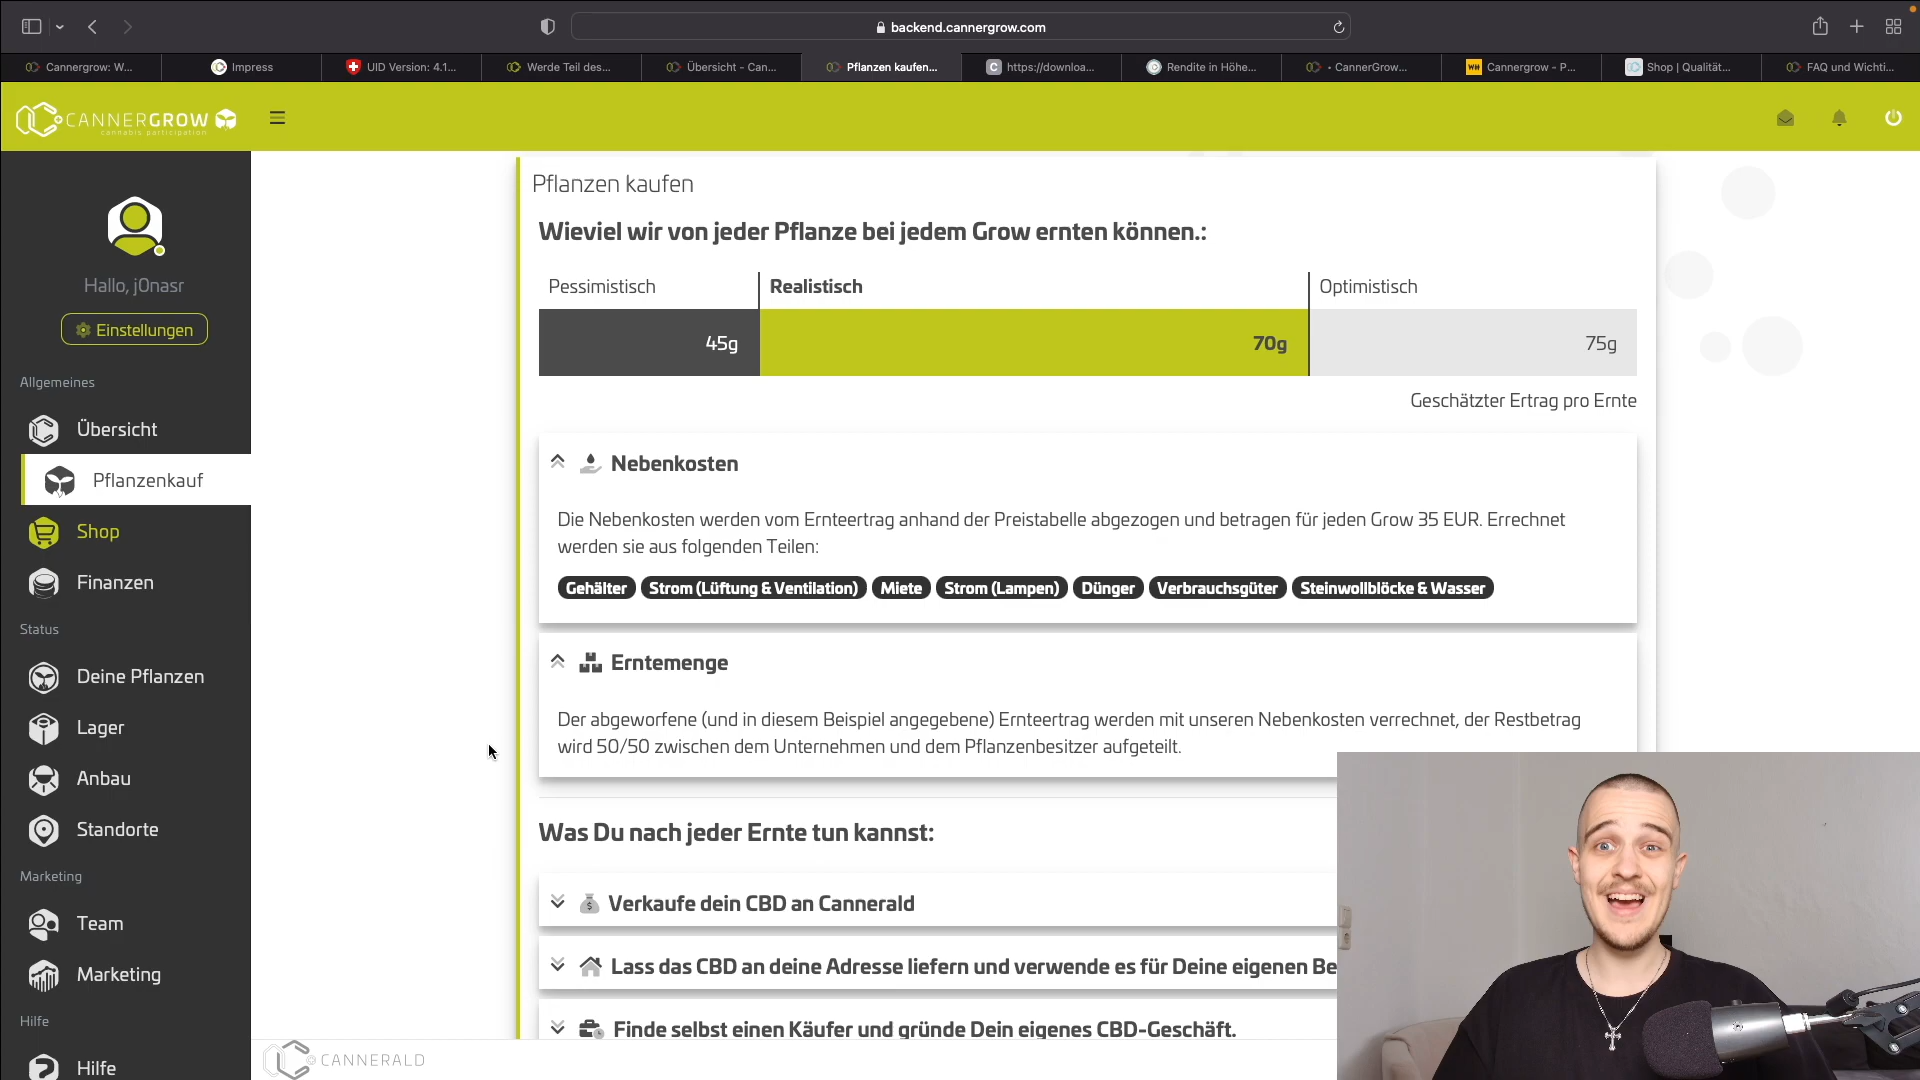 backend.cannergrow.com
Cannergrow: W...
Impress
UID Version: 4.1...
Werde Teil des...
Übersicht - Can...
Pflanzen kaufen...
https://downloa...
Rendite in Höhe...
• CannerGrow...
Cannergrow - P...
Shop | Qualität...
FAQ und Wichti...
CANNERGROW
cannabis participation
Hallo, j0nasr
Einstellungen
Allgemeines
Übersicht
Pflanzenkauf
Shop
Finanzen
Status
Deine Pflanzen
Lager
Anbau
Standorte
Marketing
Team
Marketing
Hilfe
Hilfe
Pflanzen kaufen
Wieviel wir von jeder Pflanze bei jedem Grow ernten können.:
Pessimistisch
Realistisch
Optimistisch
45g
70g
75g
Geschätzter Ertrag pro Ernte
Nebenkosten
Die Nebenkosten werden vom Ernteertrag anhand der Preistabelle abgezogen und betragen für jeden Grow 35 EUR. Errechnet
werden sie aus folgenden Teilen:
Gehälter Strom (Lüftung & Ventilation) Miete Strom (Lampen) Dünger Verbrauchsgüter Steinwollblöcke & Wasser
Erntemenge
Der abgeworfene (und in diesem Beispiel angegebene) Ernteertrag werden mit unseren Nebenkosten verrechnet, der Restbetrag
wird 50/50 zwischen dem Unternehmen und dem Pflanzenbesitzer aufgeteilt.
Was Du nach jeder Ernte tun kannst:
Verkaufe dein CBD an Cannerald
Lass das CBD an deine Adresse liefern und verwende es für Deine eigenen Be
Finde selbst einen Käufer und gründe Dein eigenes CBD-Geschäft.
CANNERALD